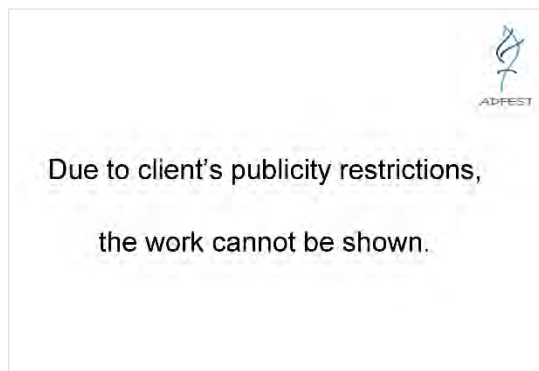 ADFEST
Due to client's publicity restrictions,
the work cannot be shown.